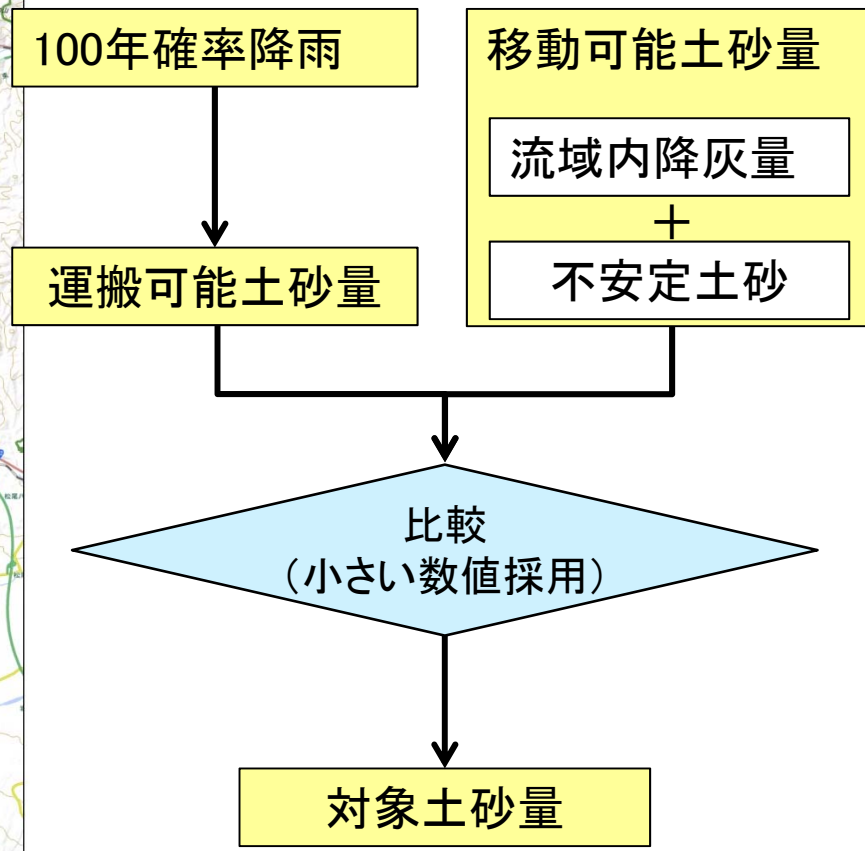 100年確率降雨
移動可能土砂量
流域内降灰量
＋
不安定土砂
運搬可能土砂量
比較
（小さい数値採用）
対象土砂量